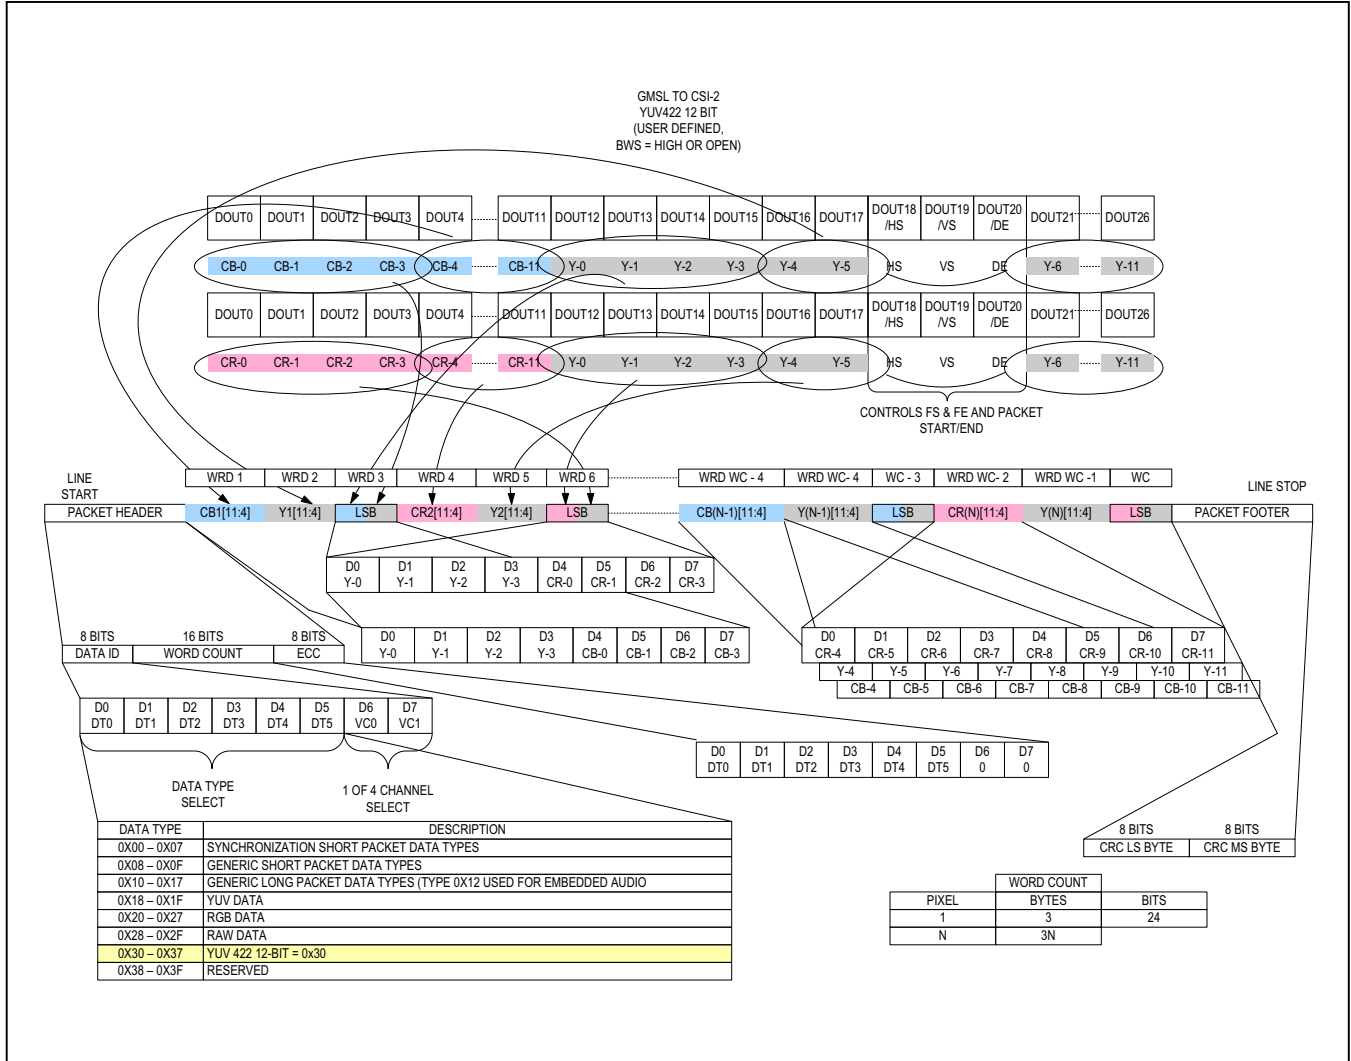 GMSL TO CSI-2
YUV422 12 BIT
(USER DEFINED,
BWS = HIGH OR OPEN)
DOUT0 DOUT1 DOUT2 DOUT3 DOUT4 DOUT11 DOUT12 DOUT13 DOUT14 DOUT15 DOUT16 DOUT17 DOUT18 /HS DOUT19 /VS DOUT20 /DE DOUT21 DOUT26
CB-0 CB-1 CB-2 CB-3 CB-4 CB-11 Y-0 Y-1 Y-2 Y-3 Y-4 Y-5 HS VS DE Y-6 Y-11
DOUT0 DOUT1 DOUT2 DOUT3 DOUT4 DOUT11 DOUT12 DOUT13 DOUT14 DOUT15 DOUT16 DOUT17 DOUT18 /HS DOUT19 /VS DOUT20 /DE DOUT21 DOUT26
CR-0 CR-1 CR-2 CR-3 CR-4 CR-11 Y-0 Y-1 Y-2 Y-3 Y-4 Y-5 HS VS DE Y-6 Y-11
CONTROLS FS & FE AND PACKET
START/END
LINE
START
WRD 1 WRD 2 WRD 3 WRD 4 WRD 5 WRD 6 WRD WC - 4 WRD WC- 4 WC - 3 WRD WC- 2 WRD WC -1 WC
LINE STOP
PACKET HEADER CB1[11:4] Y1[11:4] LSB CR2[11:4] Y2[11:4] LSB CB(N-1)[11:4] Y(N-1)[11:4] LSB CR(N)[11:4] Y(N)[11:4] LSB PACKET FOOTER
D0 D1 D2 D3 D4 D5 D6 D7
Y-0 Y-1 Y-2 Y-3 CR-0 CR-1 CR-2 CR-3
D0 D1 D2 D3 D4 D5 D6 D7
Y-0 Y-1 Y-2 Y-3 CB-0 CB-1 CB-2 CB-3
D0 D1 D2 D3 D4 D5 D6 D7
CR-4 CR-5 CR-6 CR-7 CR-8 CR-9 CR-10 CR-11
Y-4 Y-5 Y-6 Y-7 Y-8 Y-9 Y-10 Y-11
CB-4 CB-5 CB-6 CB-7 CB-8 CB-9 CB-10 CB-11
8 BITS 16 BITS 8 BITS
DATA ID WORD COUNT ECC
D0 D1 D2 D3 D4 D5 D6 D7
DT0 DT1 DT2 DT3 DT4 DT5 VC0 VC1
D0 D1 D2 D3 D4 D5 D6 D7
DT0 DT1 DT2 DT3 DT4 DT5 0 0
DATA TYPE
SELECT
1 OF 4 CHANNEL
SELECT
DATA TYPE DESCRIPTION
0X00 – 0X07 SYNCHRONIZATION SHORT PACKET DATA TYPES
0X08 – 0X0F GENERIC SHORT PACKET DATA TYPES
0X10 – 0X17 GENERIC LONG PACKET DATA TYPES (TYPE 0X12 USED FOR EMBEDDED AUDIO
0X18 – 0X1F YUV DATA
0X20 – 0X27 RGB DATA
0X28 – 0X2F RAW DATA
0X30 – 0X37 YUV 422 12-BIT = 0x30
0X38 – 0X3F RESERVED
8 BITS 8 BITS
CRC LS BYTE CRC MS BYTE
WORD COUNT
PIXEL BYTES BITS
1 3 24
N 3N